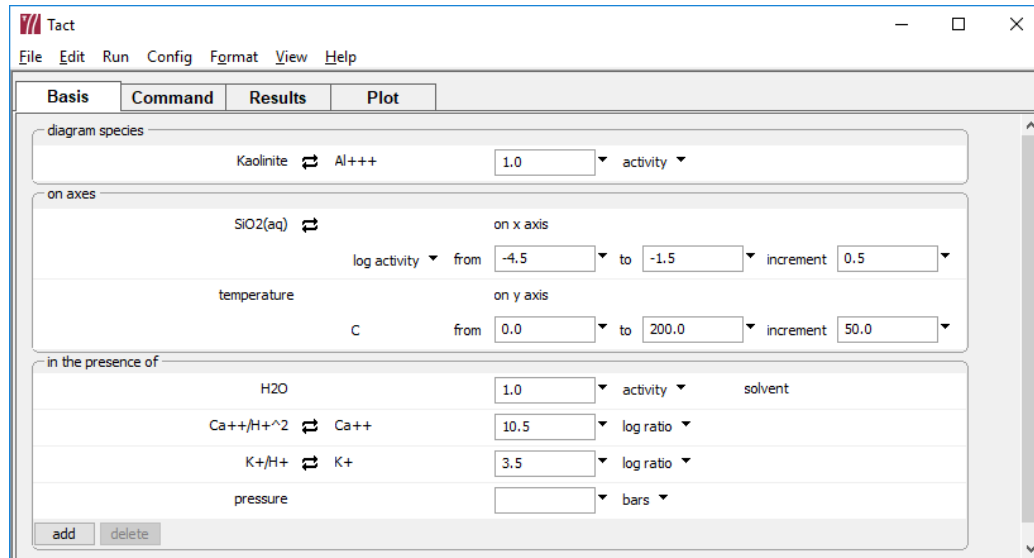 Tact
File Edit Run Config Format View Help
Basis Command Results Plot
diagram species
Kaolinite Al+++ 1.0 activity
on axes
SiO2(aq) on x axis
log activity from -4.5 to -1.5 increment 0.5
temperature on y axis
C from 0.0 to 200.0 increment 50.0
in the presence of
H2O 1.0 activity solvent
Ca++/H+^2 Ca++ 10.5 log ratio
K+/H+ K+ 3.5 log ratio
pressure bars
add delete